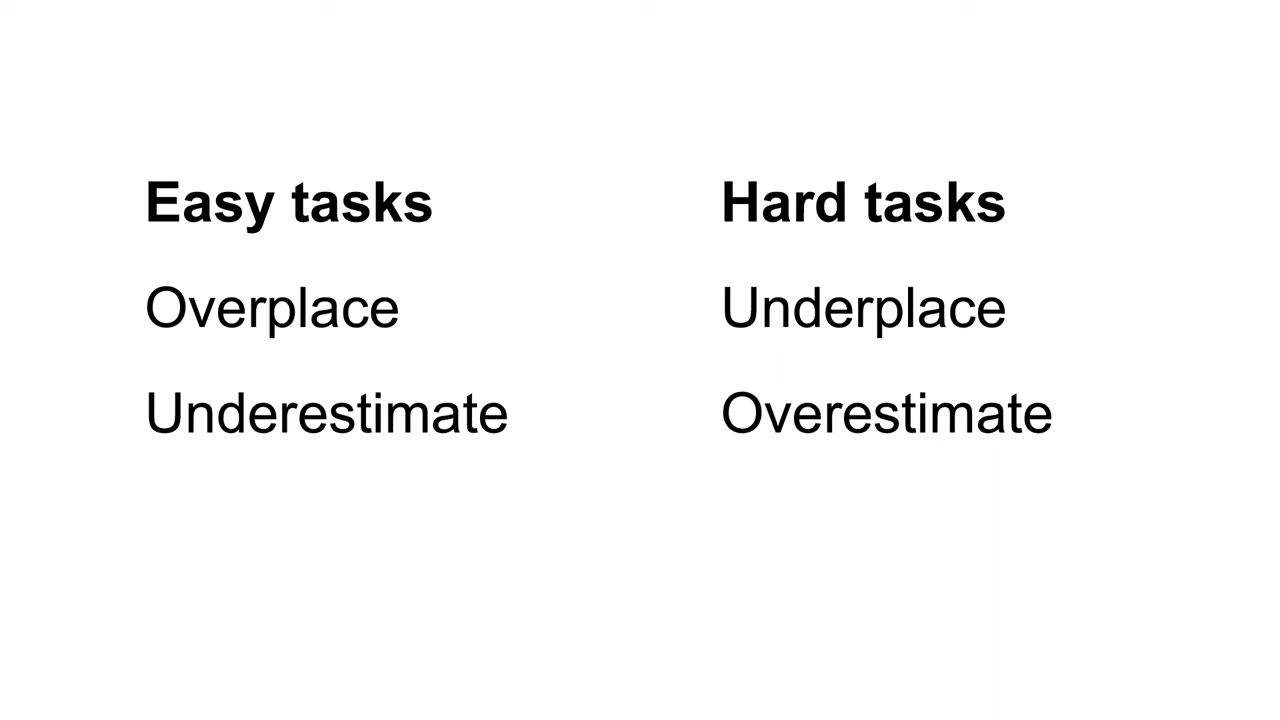 Easy tasks
Overplace
Underestimate
Hard tasks
Underplace
Overestimate